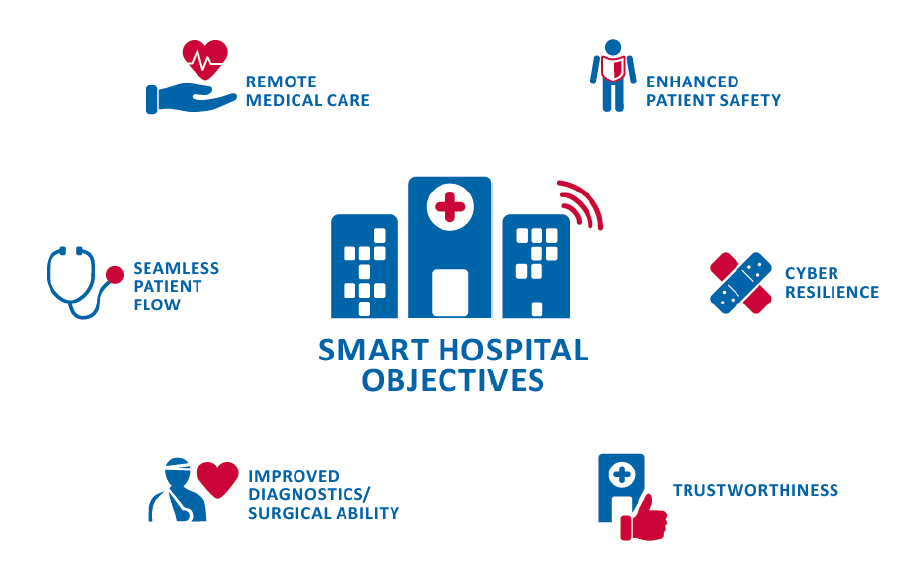 REMOTE
MEDICAL CARE
ENHANCED
PATIENT SAFETY
SEAMLESS
PATIENT
FLOW
CYBER
RESILIENCE
SMART HOSPITAL
OBJECTIVES
IMPROVED
DIAGNOSTICS/
SURGICAL ABILITY
TRUSTWORTHINESS